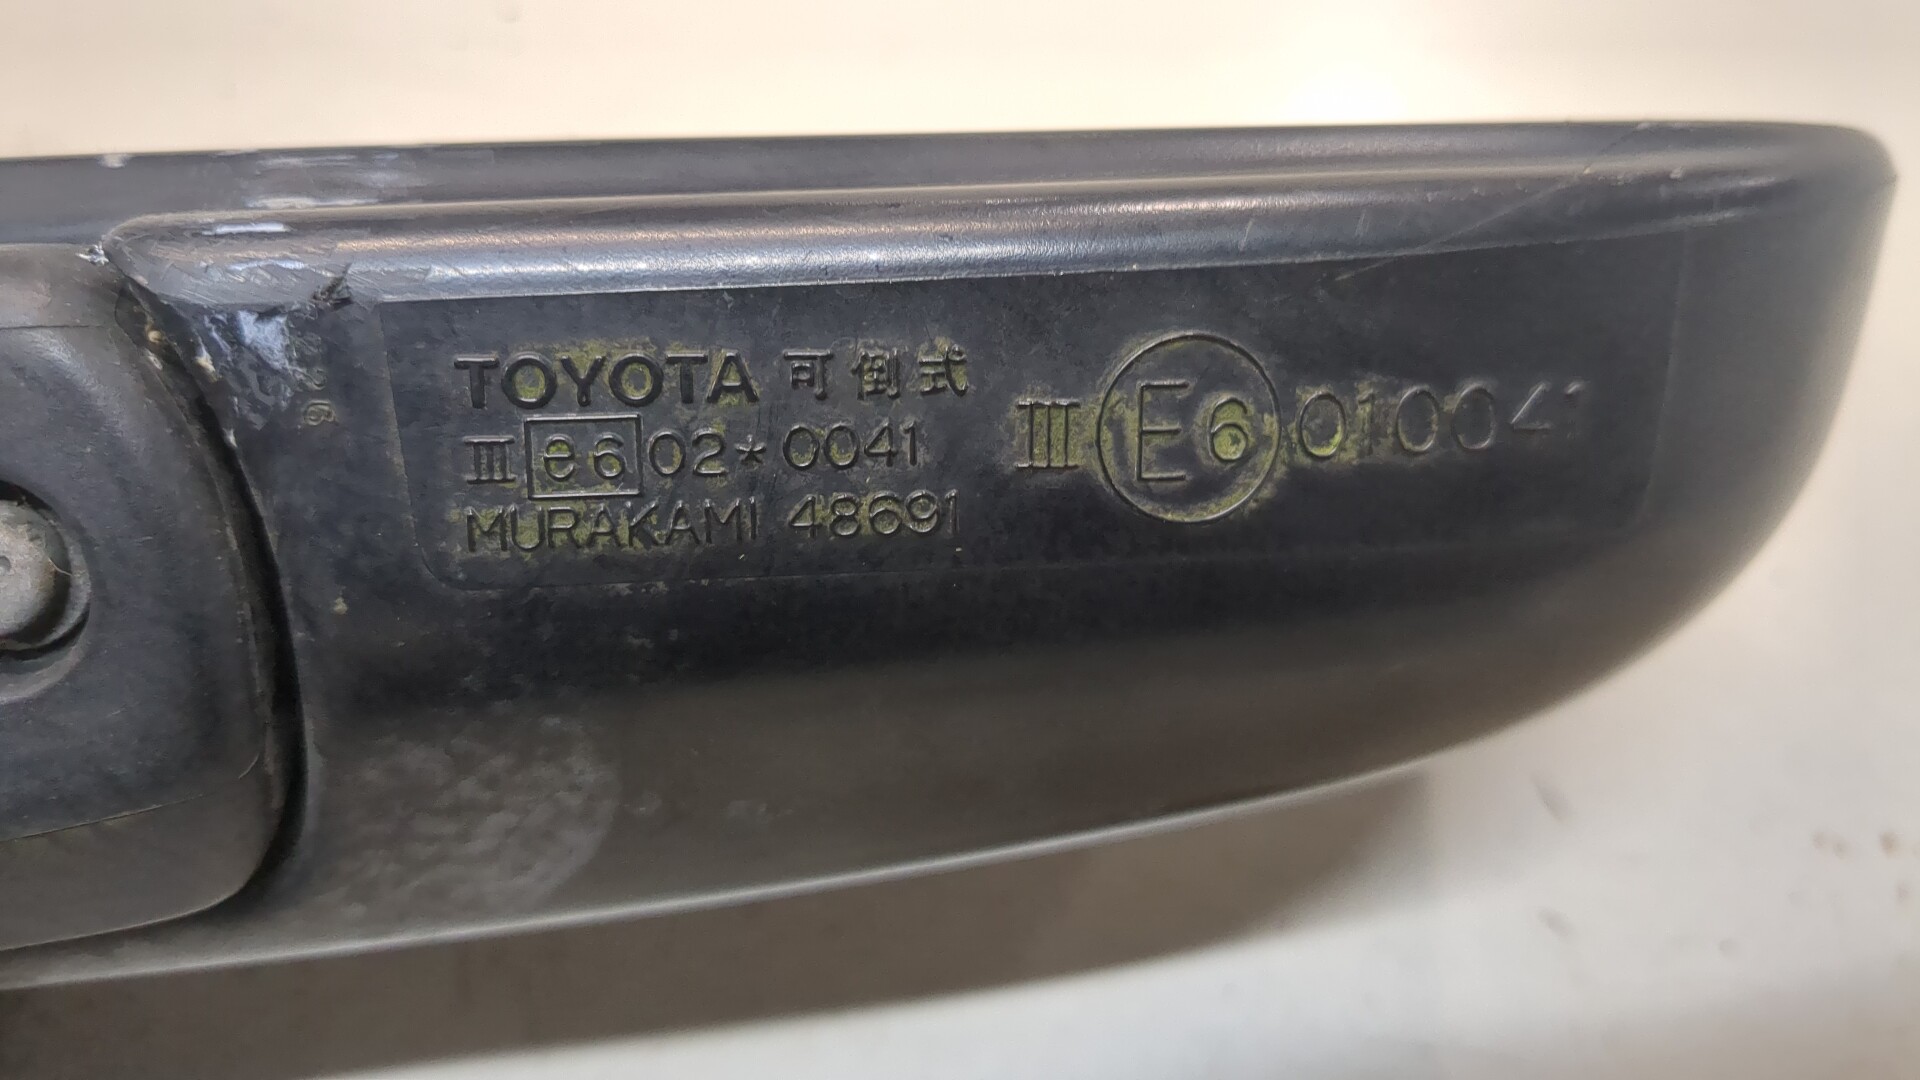 TOYOTA 可倒式
III e6 02*0041
MURAKAMI 48691
III E6 010041